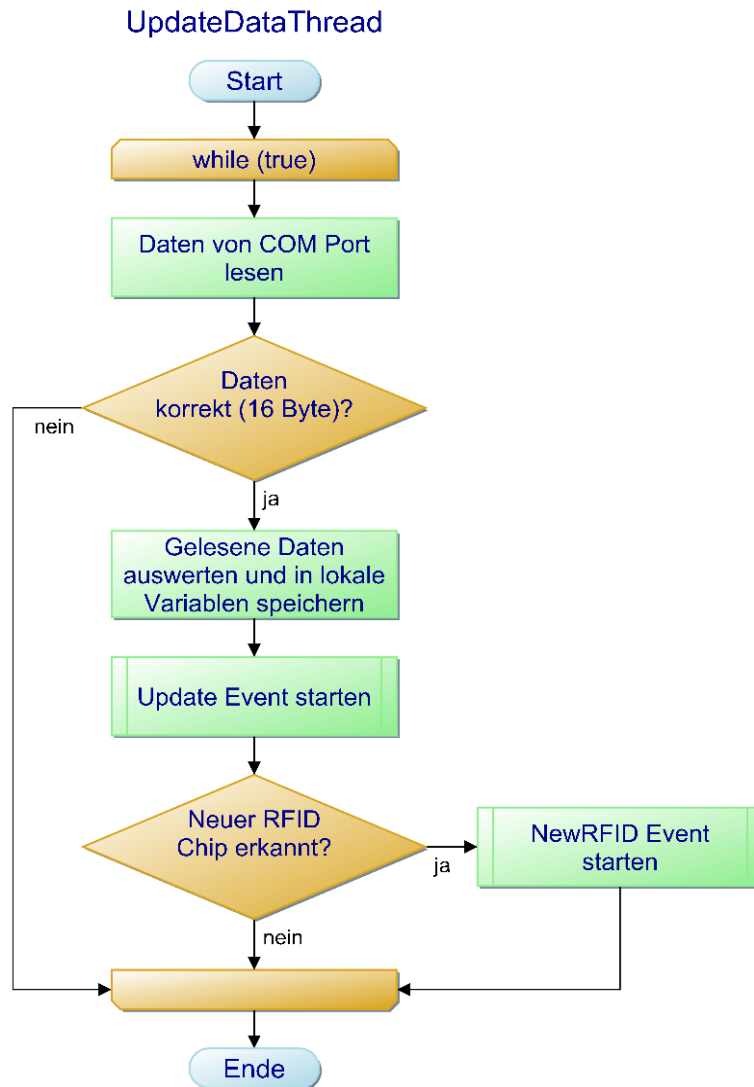 UpdateDataThread
Start
while (true)
Daten von COM Port
lesen
Daten
korrekt (16 Byte)?
nein
ja
Gelesene Daten
auswerten und in lokale
Variablen speichern
Update Event starten
Neuer RFID
Chip erkannt?
ja
NewRFID Event
starten
nein
Ende